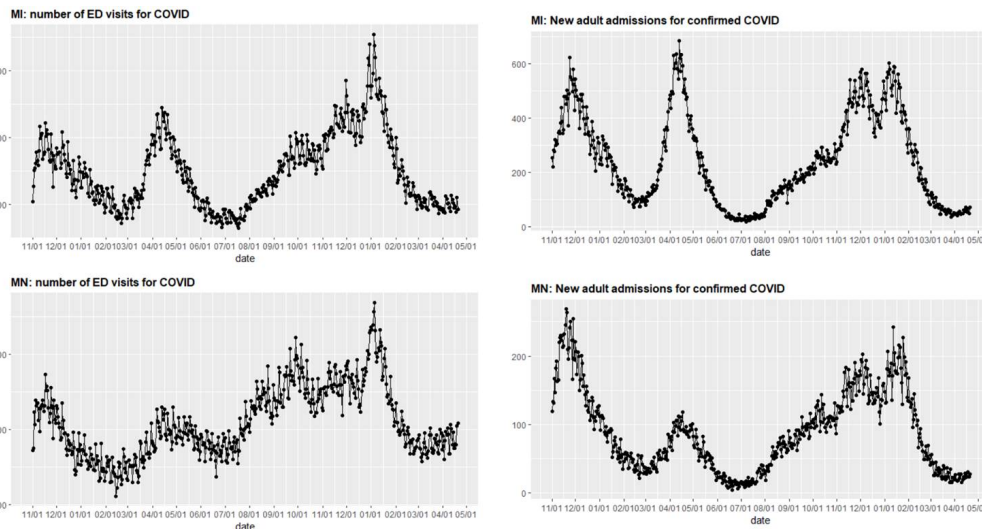 MI: number of ED visits for COVID
00
00
00
11/01 12/01 01/01 02/01 03/01 04/01 05/01 06/01 07/01 08/01 09/01 10/01 11/01 12/01 01/01 02/01 03/01 04/01 05/01
date
MI: New adult admissions for confirmed COVID
600
400
200
0
11/01 12/01 01/01 02/01 03/01 04/01 05/01 06/01 07/01 08/01 09/01 10/01 11/01 12/01 01/01 02/01 03/01 04/01 05/0
date
MN: number of ED visits for COVID
00
00
00
11/01 12/01 01/01 02/01 03/01 04/01 05/01 06/01 07/01 08/01 09/01 10/01 11/01 12/01 01/01 02/01 03/01 04/01 05/01
date
MN: New adult admissions for confirmed COVID
200
100
0
11/01 12/01 01/01 02/01 03/01 04/01 05/01 06/01 07/01 08/01 09/01 10/01 11/01 12/01 01/01 02/01 03/01 04/01 05/0
date